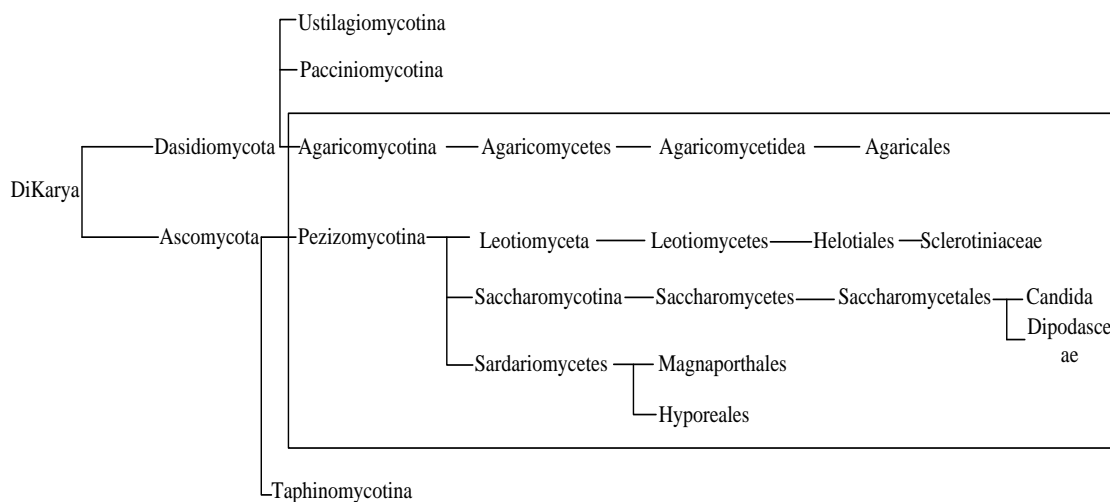 Ustilagiomycotina
Pacciniomycotina
Dasidiomycota
Agaricomycotina
Agaricomycetes
Agaricomycetidea
Agaricales
DiKarya
Ascomycota
Pezizomycotina
Leotiomyceta
Leotiomycetes
Helotiales
Sclerotiniaceae
Saccharomycotina
Saccharomycetes
Saccharomycetales
Candida
Dipodasce
ae
Sardariomycetes
Magnaporthales
Hyporeales
Taphinomycotina